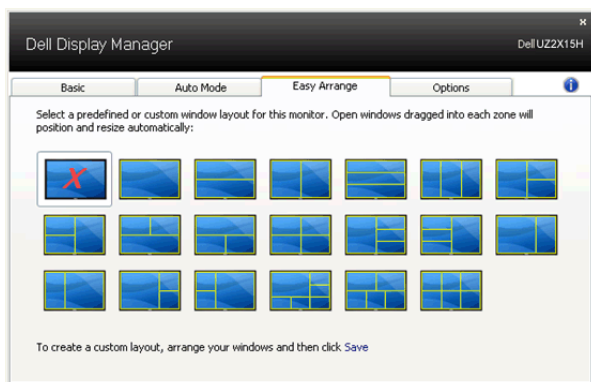 Dell Display Manager
Dell UZ2X15H
Basic
Auto Mode
Easy Arrange
Options
Select a predefined or custom window layout for this monitor. Open windows dragged into each zone will
position and resize automatically:
To create a custom layout, arrange your windows and then click Save